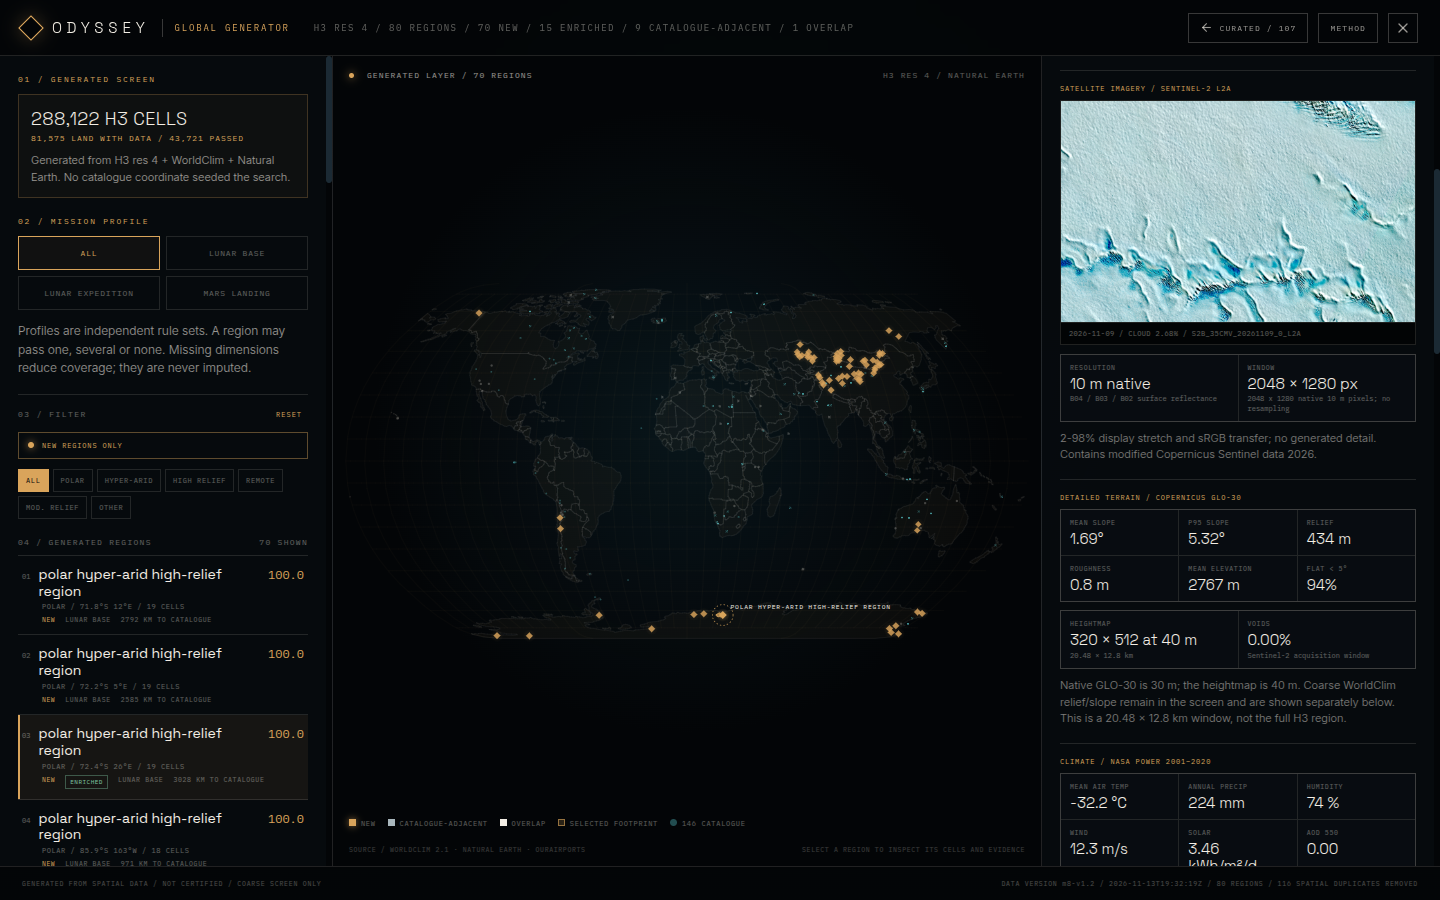 ODYSSEY
GLOBAL GENERATOR
H3 RES 4 / 80 REGIONS / 70 NEW / 15 ENRICHED / 9 CATALOGUE-ADJACENT / 1 OVERLAP
← CURATED / 107
METHOD
×
01 / GENERATED SCREEN
288,122 H3 CELLS
81,575 LAND WITH DATA / 43,721 PASSED
Generated from H3 res 4 + WorldClim + Natural
Earth. No catalogue coordinate seeded the search.
02 / MISSION PROFILE
ALL
LUNAR BASE
LUNAR EXPEDITION
MARS LANDING
Profiles are independent rule sets. A region may
pass one, several or none. Missing dimensions
reduce coverage; they are never imputed.
03 / FILTER
RESET
NEW REGIONS ONLY
ALL
POLAR
HYPER-ARID
HIGH RELIEF
REMOTE
MOD. RELIEF
OTHER
04 / GENERATED REGIONS
70 SHOWN
01
polar hyper-arid high-relief
region
100.0
POLAR / 71.8°S 12°E / 19 CELLS
NEW LUNAR BASE 2792 KM TO CATALOGUE
02
polar hyper-arid high-relief
region
100.0
POLAR / 72.2°S 5°E / 19 CELLS
NEW LUNAR BASE 2585 KM TO CATALOGUE
03
polar hyper-arid high-relief
region
100.0
POLAR / 72.4°S 26°E / 19 CELLS
NEW ENRICHED LUNAR BASE 3028 KM TO CATALOGUE
04
polar hyper-arid high-relief
region
100.0
POLAR / 85.9°S 163°W / 18 CELLS
NEW LUNAR BASE 971 KM TO CATALOGUE
GENERATED LAYER / 70 REGIONS
H3 RES 4 / NATURAL EARTH
POLAR HYPER-ARID HIGH-RELIEF REGION
NEW
CATALOGUE-ADJACENT
OVERLAP
SELECTED FOOTPRINT
146 CATALOGUE
SOURCE / WORLDCLIM 2.1 · NATURAL EARTH · OURAIRPORTS
SELECT A REGION TO INSPECT ITS CELLS AND EVIDENCE
SATELLITE IMAGERY / SENTINEL-2 L2A
2026-11-09 / CLOUD 2.6BN / S2B_35CMV_20261109_0_L2A
RESOLUTION
10 m native
B04 / B03 / B02 surface reflectance
WINDOW
2048 × 1280 px
2048 x 1280 native 10 m pixels; no
resampling
2-98% display stretch and sRGB transfer; no generated detail.
Contains modified Copernicus Sentinel data 2026.
DETAILED TERRAIN / COPERNICUS GLO-30
MEAN SLOPE
1.69°
P95 SLOPE
5.32°
RELIEF
434 m
ROUGHNESS
0.8 m
MEAN ELEVATION
2767 m
FLAT < 5°
94%
HEIGHTMAP
320 × 512 at 40 m
20.48 × 12.8 km
VOIDS
0.00%
Sentinel-2 acquisition window
Native GLO-30 is 30 m; the heightmap is 40 m. Coarse WorldClim
relief/slope remain in the screen and are shown separately below.
This is a 20.48 × 12.8 km window, not the full H3 region.
CLIMATE / NASA POWER 2001-2020
MEAN AIR TEMP
-32.2 °C
ANNUAL PRECIP
224 mm
HUMIDITY
74 %
WIND
12.3 m/s
SOLAR
3.46
kWh/m²/d
AOD 550
0.00
GENERATED FROM SPATIAL DATA / NOT CERTIFIED / COARSE SCREEN ONLY
DATA VERSION m8-v1.2 / 2026-11-13T19:32:19Z / 80 REGIONS / 116 SPATIAL DUPLICATES REMOVED